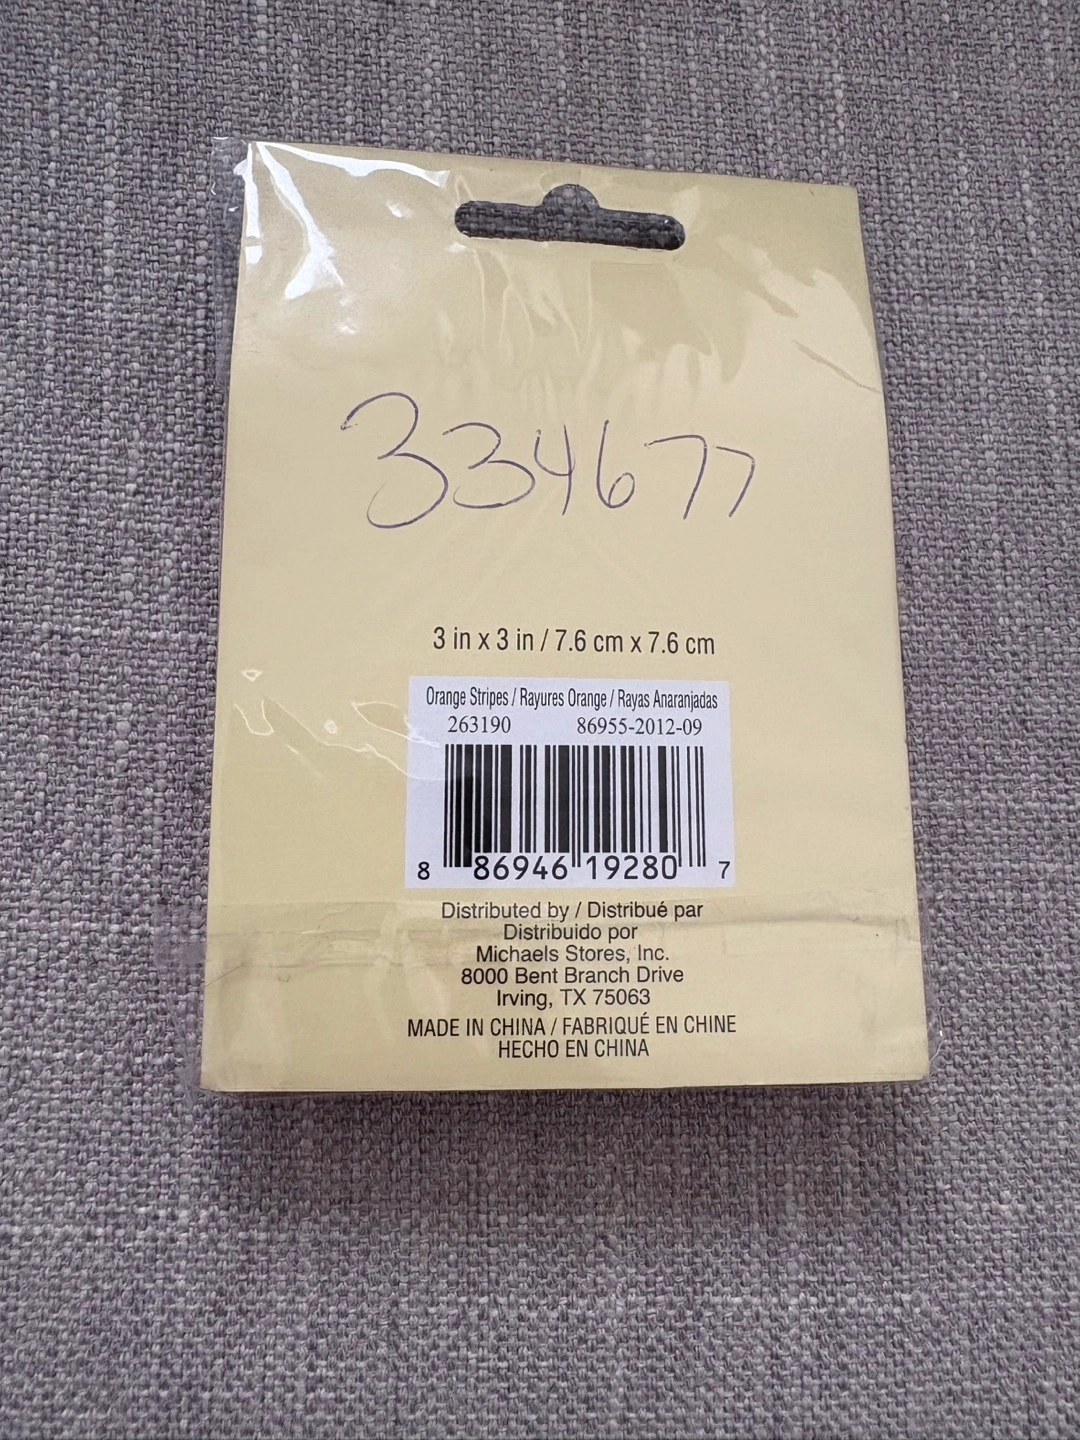 334677
3 in x 3 in / 7.6 cm x 7.6 cm
Orange Stripes / Rayures Orange / Rayas Anaranjadas
263190 86955-2012-09
8 86946 19280 7
Distributed by / Distribué par
Distribuido por
Michaels Stores, Inc.
8000 Bent Branch Drive
Irving, TX 75063
MADE IN CHINA / FABRIQUÉ EN CHINE
HECHO EN CHINA